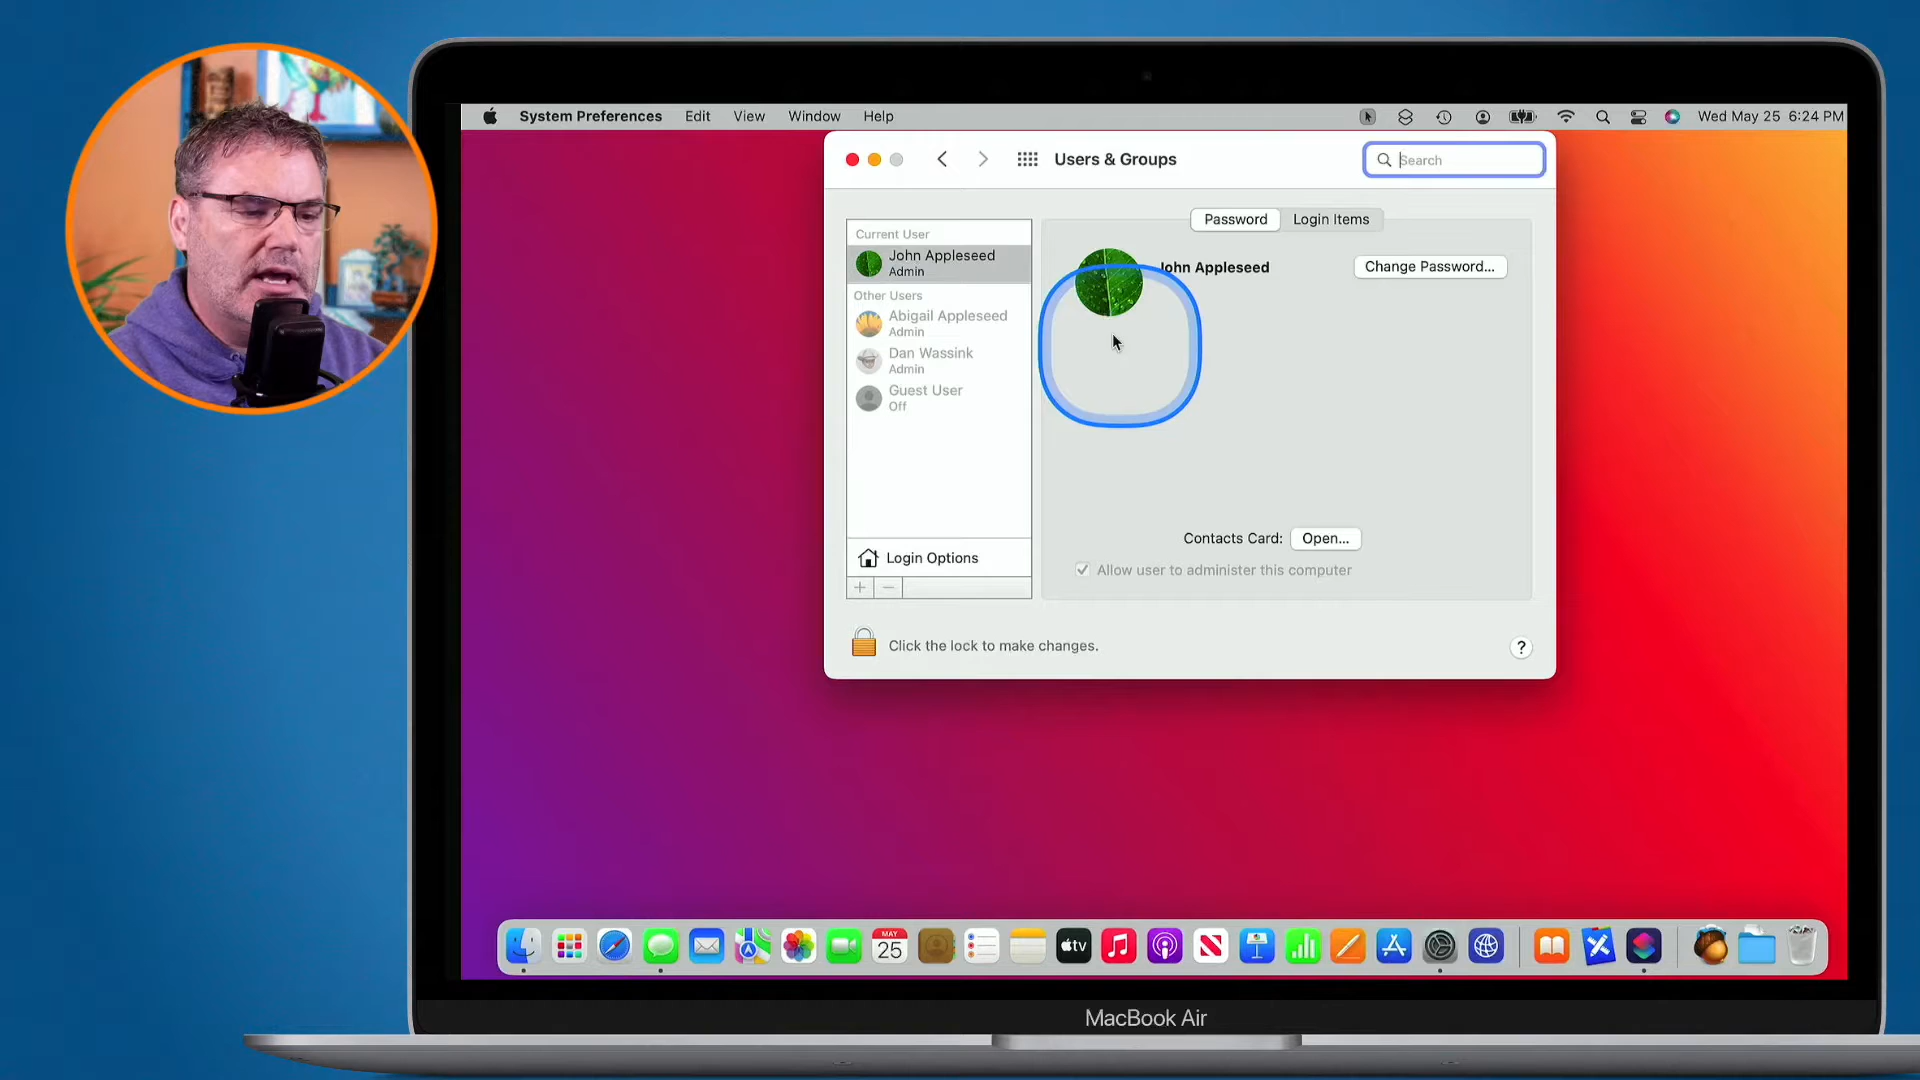 System Preferences Edit View Window Help Wed May 25 6:24 PM
Users & Groups
Search
Password Login Items
Current User
John Appleseed
Admin
Other Users
Abigail Appleseed
Admin
Dan Wassink
Admin
Guest User
Off
Login Options
John Appleseed
Change Password...
Contacts Card: Open...
Allow user to administer this computer
Click the lock to make changes.
?
MAY
25
tv
MacBook Air